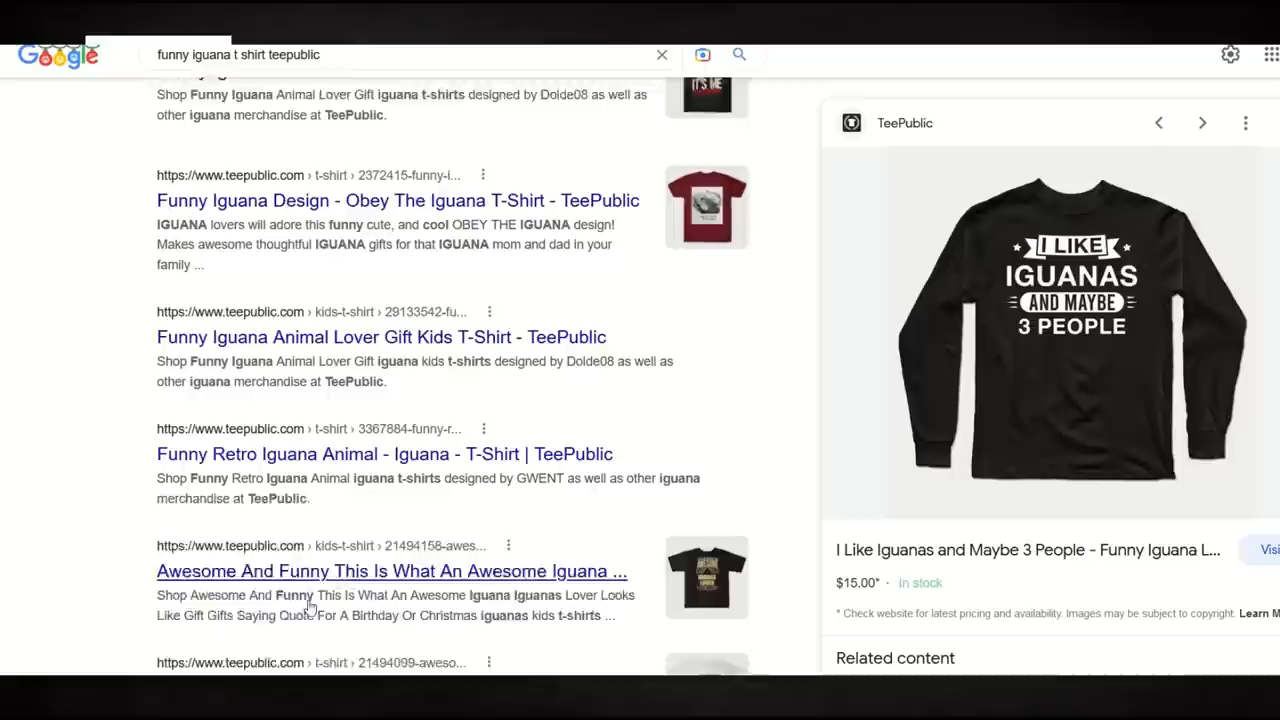 Google
funny iguana t shirt teepublic
IT'S ME
Shop Funny Iguana Animal Lover Gift iguana t-shirts designed by Dolde08 as well as
other iguana merchandise at TeePublic.
https://www.teepublic.com › t-shirt › 2372415-funny-i...
Funny Iguana Design - Obey The Iguana T-Shirt - TeePublic
IGUANA lovers will adore this funny cute, and cool OBEY THE IGUANA design!
Makes awesome thoughtful IGUANA gifts for that IGUANA mom and dad in your
family ...
https://www.teepublic.com › kids-t-shirt › 29133542-fu...
Funny Iguana Animal Lover Gift Kids T-Shirt - TeePublic
Shop Funny Iguana Animal Lover Gift iguana kids t-shirts designed by Dolde08 as well as
other iguana merchandise at TeePublic.
https://www.teepublic.com › t-shirt › 3367884-funny-r...
Funny Retro Iguana Animal - Iguana - T-Shirt | TeePublic
Shop Funny Retro Iguana Animal iguana t-shirts designed by GWENT as well as other iguana
merchandise at TeePublic.
https://www.teepublic.com › kids-t-shirt › 21494158-awes...
Awesome And Funny This Is What An Awesome Iguana ...
Shop Awesome And Funny This Is What An Awesome Iguana Iguanas Lover Looks
Like Gift Gifts Saying Quote For A Birthday Or Christmas iguanas kids t-shirts ...
https://www.teepublic.com › t-shirt › 21494099-aweso...
TeePublic
I LIKE
IGUANAS
AND MAYBE
3 PEOPLE
I Like Iguanas and Maybe 3 People - Funny Iguana L...
Visi
$15.00* · In stock
* Check website for latest pricing and availability. Images may be subject to copyright. Learn M
Related content